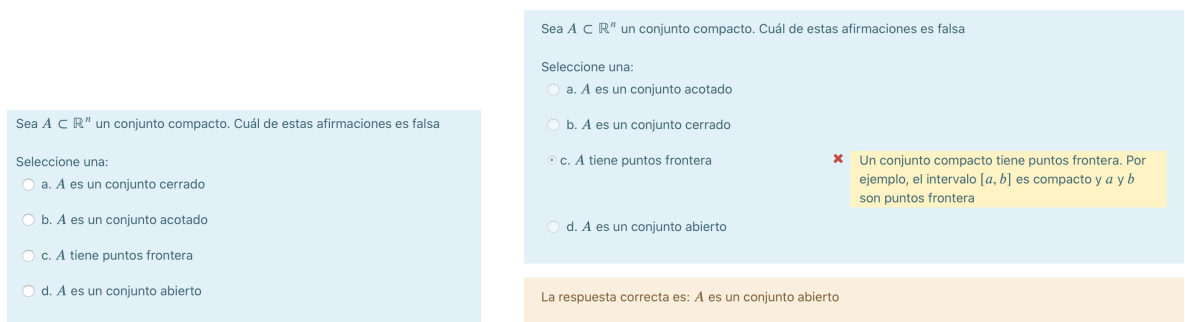 Sea A ⊂ ℝⁿ un conjunto compacto. Cuál de estas afirmaciones es falsa
Seleccione una:
a. A es un conjunto cerrado
b. A es un conjunto acotado
c. A tiene puntos frontera
d. A es un conjunto abierto
Sea A ⊂ ℝⁿ un conjunto compacto. Cuál de estas afirmaciones es falsa
Seleccione una:
a. A es un conjunto acotado
b. A es un conjunto cerrado
c. A tiene puntos frontera
Un conjunto compacto tiene puntos frontera. Por
ejemplo, el intervalo [a, b] es compacto y a y b
son puntos frontera
d. A es un conjunto abierto
La respuesta correcta es: A es un conjunto abierto